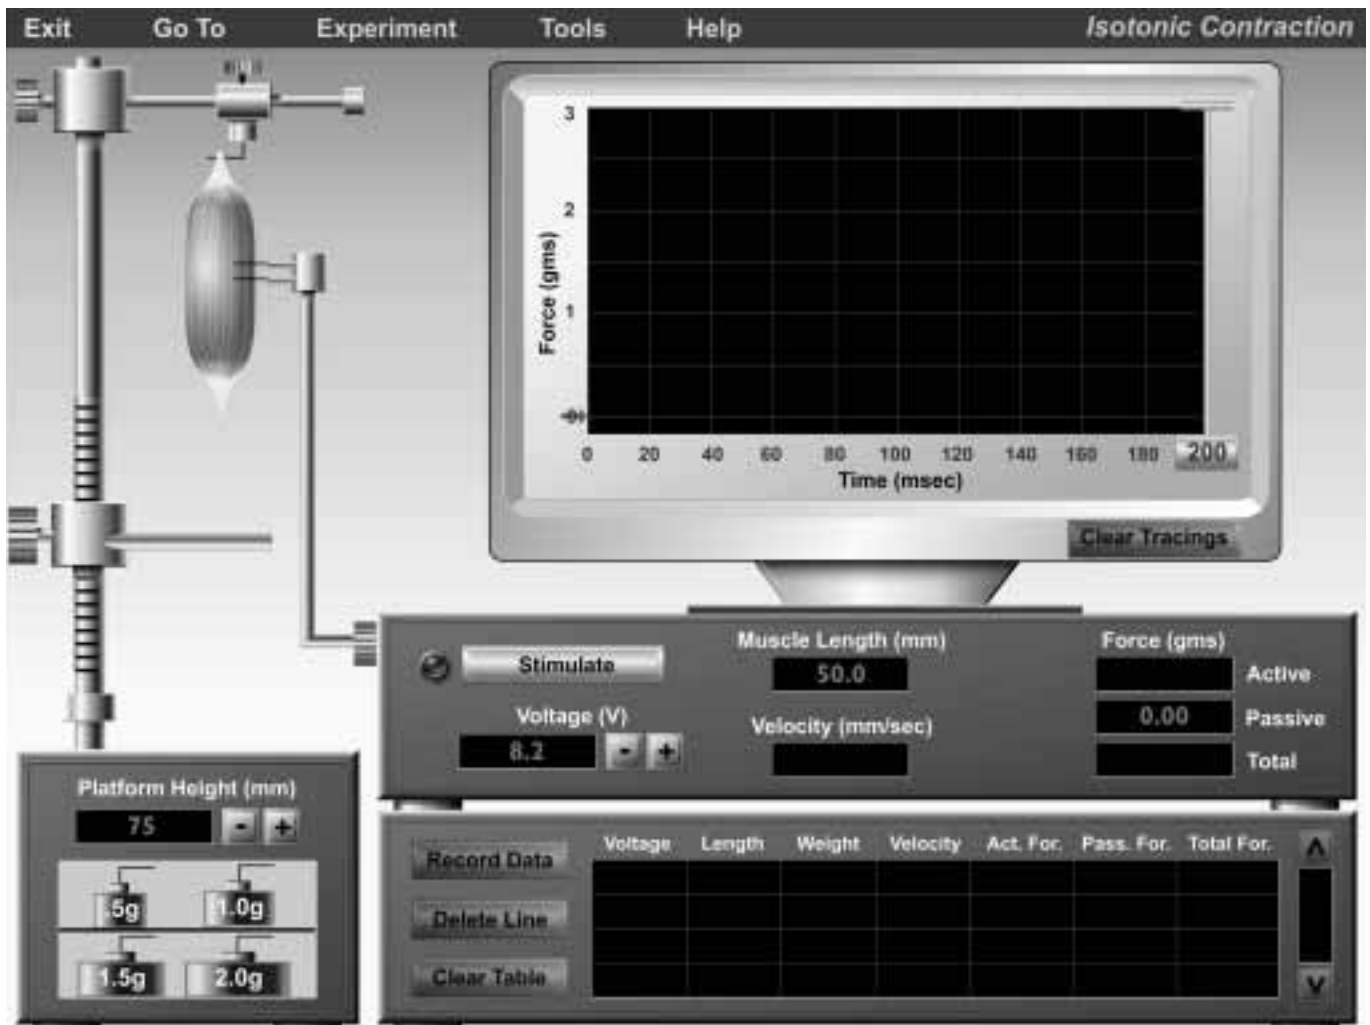 Exit Go To Experiment Tools Help Isotonic Contraction
3
2
1
0
Force (gms)
0 20 40 60 80 100 120 140 160 180 200
Time (msec)
Clear Tracings
Stimulate
Voltage (V)
8.2 - +
Muscle Length (mm)
50.0
Velocity (mm/sec)
Force (gms)
Active
0.00 Passive
Total
Platform Height (mm)
75 - +
.5g 1.0g
1.5g 2.0g
Record Data
Delete Line
Clear Table
Voltage Length Weight Velocity Act. For. Pass. For. Total For.